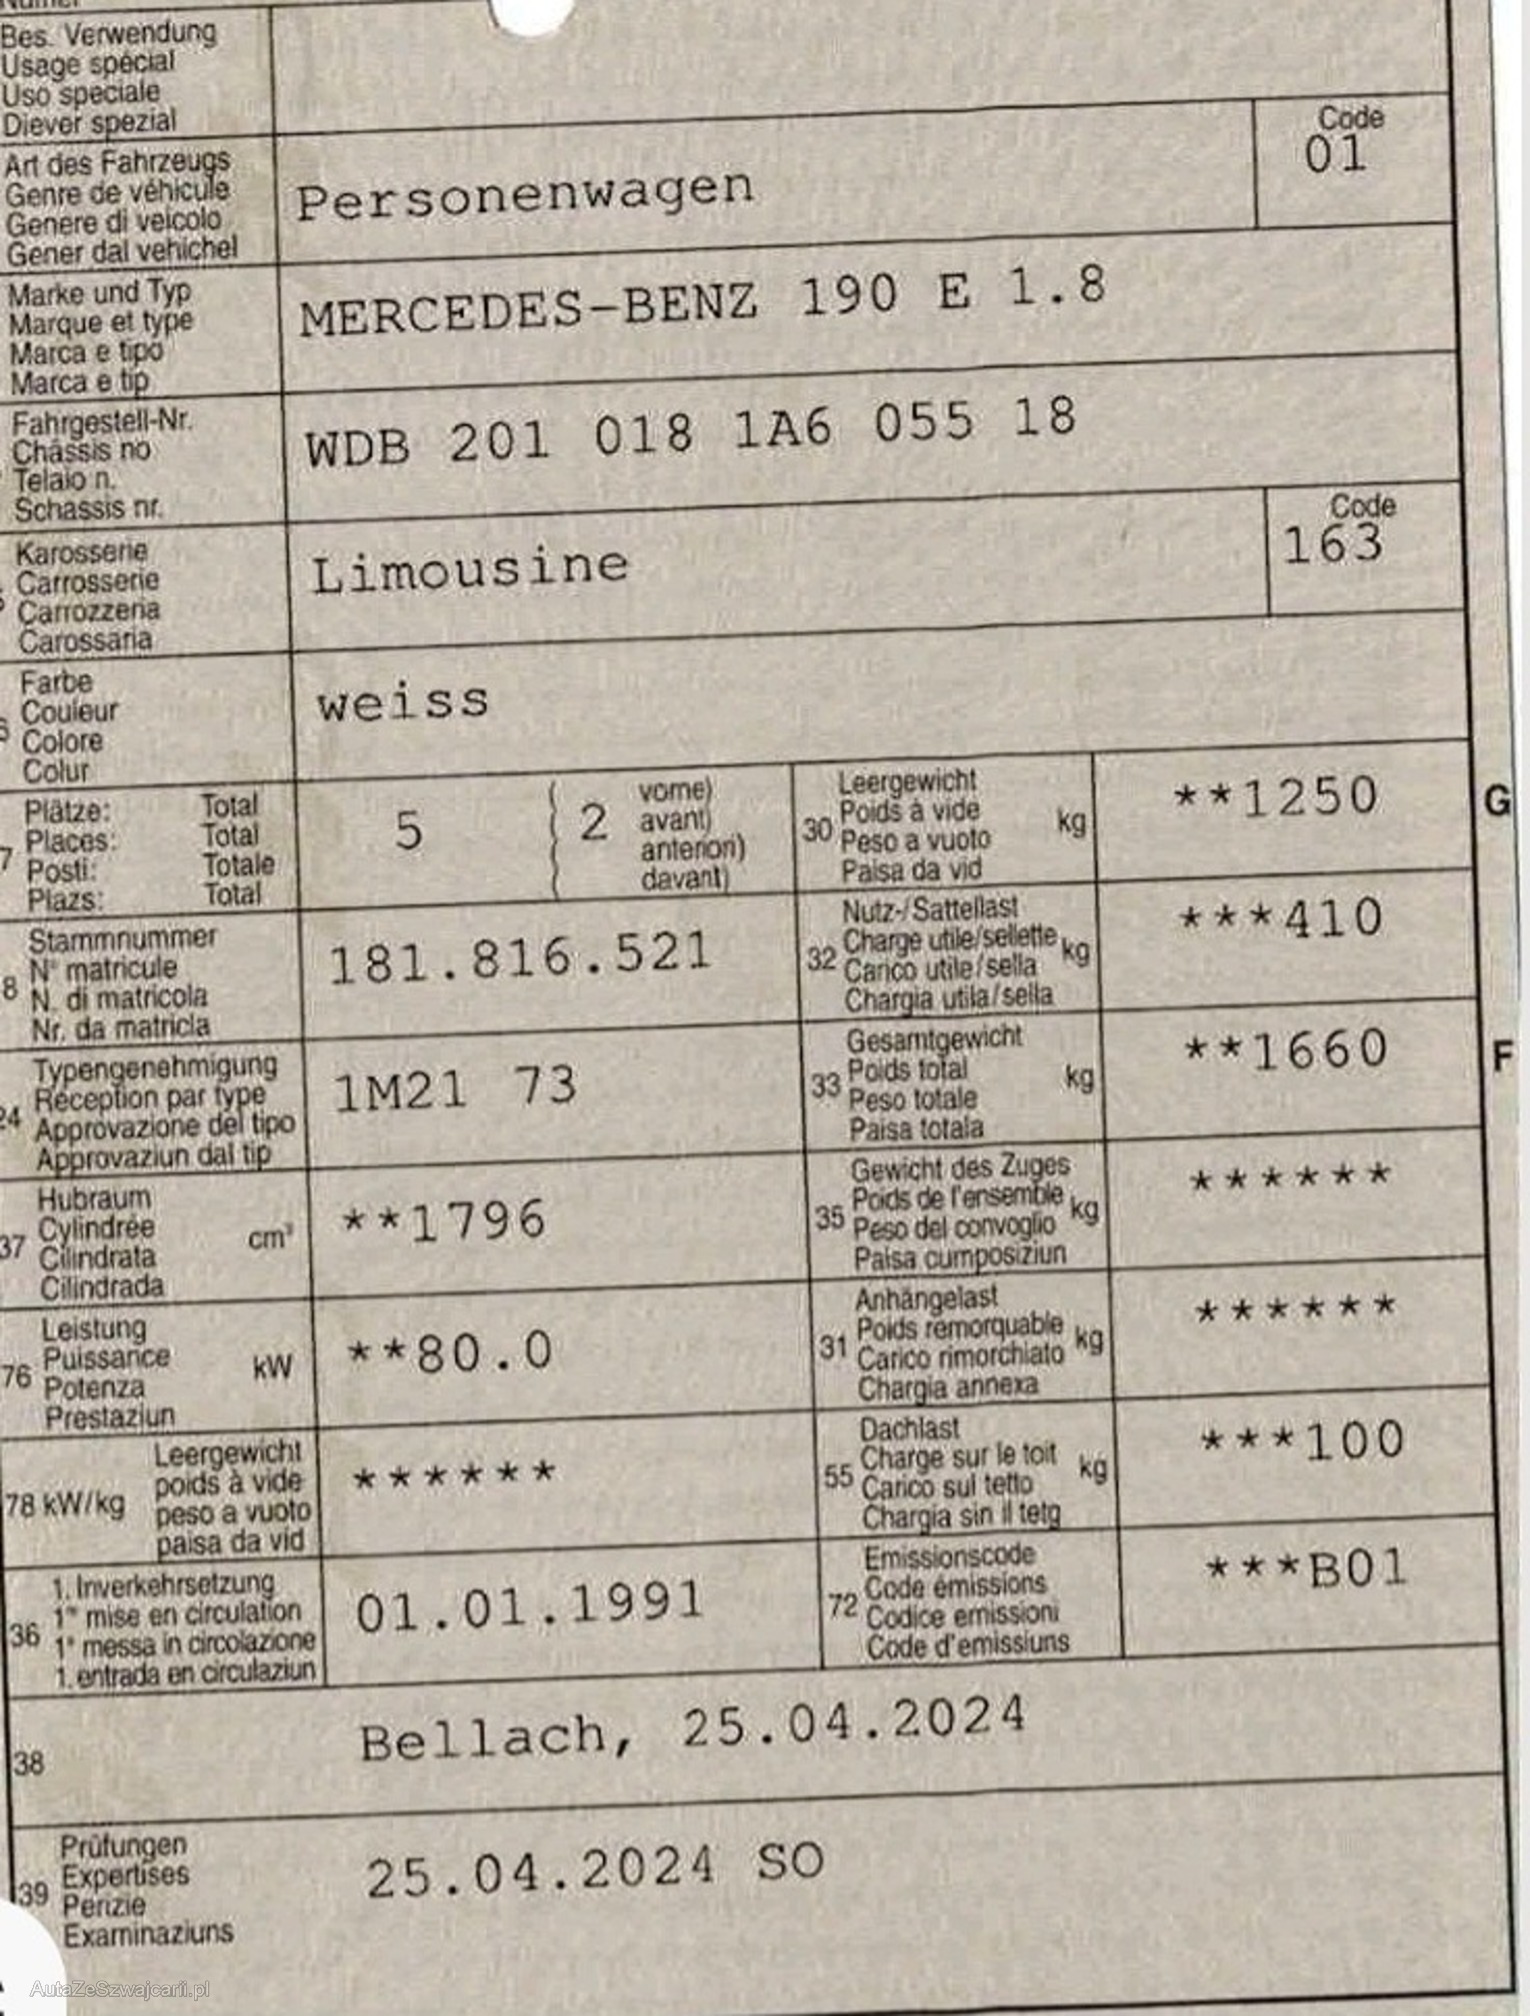 Bes. Verwendung
Usage spécial
Uso speciale
Diever spezial
Art des Fahrzeugs
Genre de véhicule
Genere di veicolo
Gener dal vehichel
Personenwagen
Code
01
Marke und Typ
Marque et type
Marca e tipo
Marca e tip
MERCEDES-BENZ 190 E 1.8
Fahrgestell-Nr.
Châssis no
Telaio n.
Schassis nr.
WDB 201 018 1A6 055 18
Karosserie
Carrosserie
Carrozzeria
Carossaria
Limousine
Code
163
Farbe
Couleur
Colore
Colur
weiss
Plätze: Total
Places: Total
Posti: Totale
Plazs: Total
5
2
vorne)
avant)
anteriori)
davant)
30
Leergewicht
Poids à vide
Peso a vuoto
Paisa da vid
kg
**1250
G
8
Stammnummer
N° matricule
N. di matricola
Nr. da matricla
181.816.521
32
Nutz-/Sattellast
Charge utile/sellette
Carico utile/sella
Chargia utila/sella
kg
***410
24
Typengenehmigung
Réception par type
Approvazione del tipo
Approvaziun dal tip
1M21 73
33
Gesamtgewicht
Poids total
Peso totale
Paisa totala
kg
**1660
F
37
Hubraum
Cylindrée
Cilindrata
Cilindrada
cm³
**1796
35
Gewicht des Zuges
Poids de l'ensemble
Peso del convoglio
Paisa cumposiziun
kg
******
76
Leistung
Puissance
Potenza
Prestaziun
kW
**80.0
31
Anhängelast
Poids remorquable
Carico rimorchiato
Chargia annexa
kg
******
78 kW/kg
Leergewicht
poids à vide
peso a vuoto
paisa da vid
******
55
Dachlast
Charge sur le toit
Carico sul tetto
Chargia sin il tetg
kg
***100
36
1. Inverkehrsetzung
1re mise en circulation
1a messa in circolazione
1. entrada en circulaziun
01.01.1991
72
Emissionscode
Code émissions
Codice emissioni
Code d'emissiuns
***B01
38
Bellach, 25.04.2024
39
Prüfungen
Expertises
Perizie
Examinaziuns
25.04.2024 SO
AutaZeSzwajcarii.pl